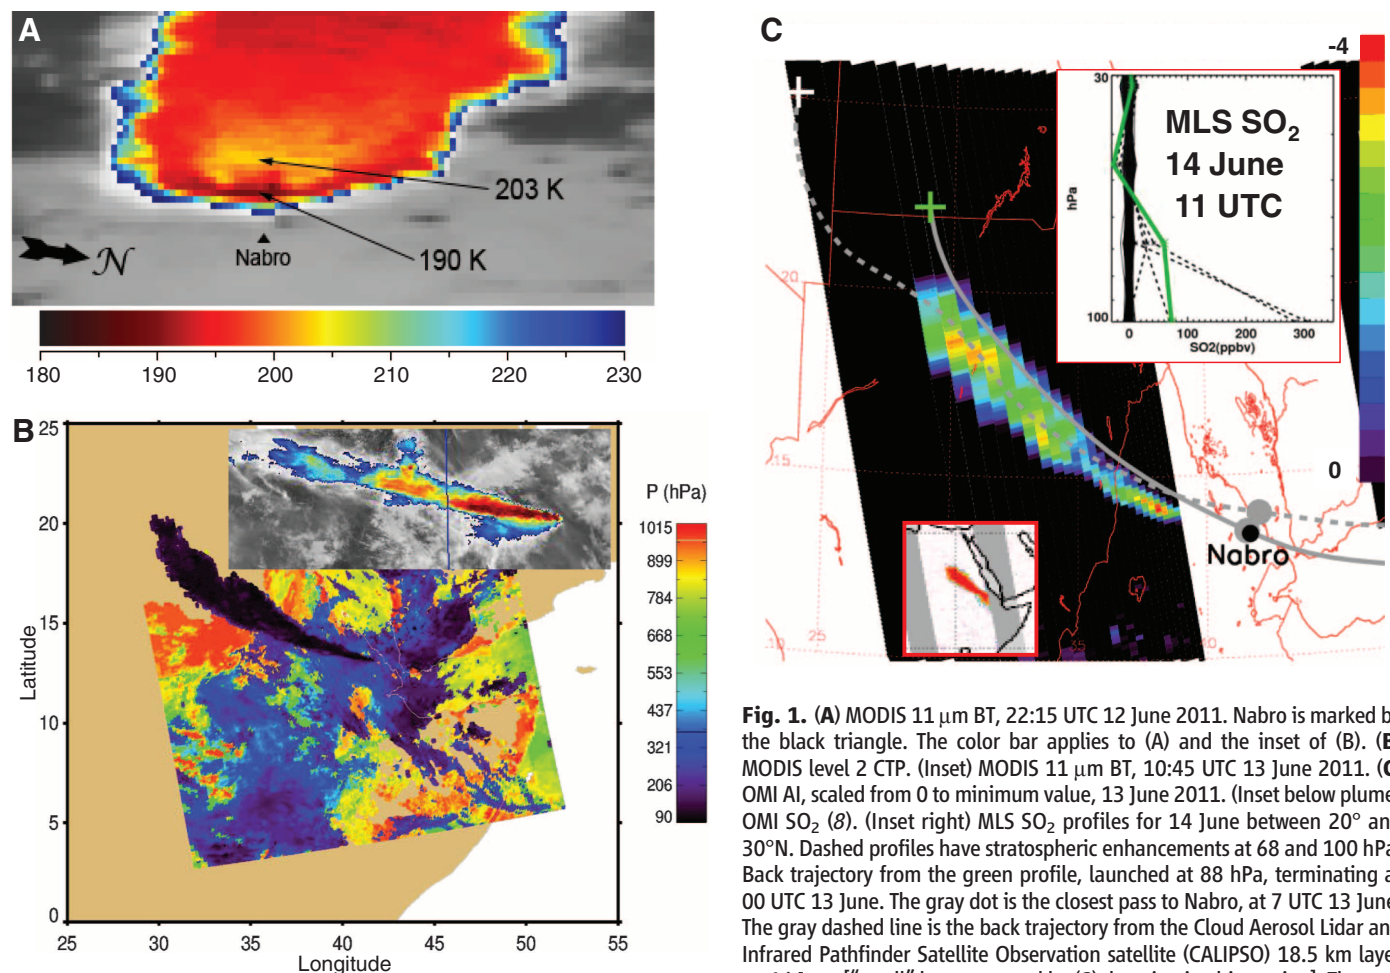 A
203 K
190 K
Nabro
N
180 190 200 210 220 230
B
25
20
15
10
5
0
Latitude
25 30 35 40 45 50 55
Longitude
P (hPa)
1015
899
784
668
553
437
321
206
90
C
-4
0
30
100
hPa
MLS SO2
14 June
11 UTC
0 100 200 300
SO2(ppbv)
20
15
10
25
35
Nabro
Fig. 1. (A) MODIS 11 μm BT, 22:15 UTC 12 June 2011. Nabro is marked b
the black triangle. The color bar applies to (A) and the inset of (B). (B
MODIS level 2 CTP. (Inset) MODIS 11 μm BT, 10:45 UTC 13 June 2011. (C
OMI AI, scaled from 0 to minimum value, 13 June 2011. (Inset below plume
OMI SO2 (8). (Inset right) MLS SO2 profiles for 14 June between 20° an
30°N. Dashed profiles have stratospheric enhancements at 68 and 100 hPa
Back trajectory from the green profile, launched at 88 hPa, terminating a
00 UTC 13 June. The gray dot is the closest pass to Nabro, at 7 UTC 13 June
The gray dashed line is the back trajectory from the Cloud Aerosol Lidar an
Infrared Pathfinder Satellite Observation satellite (CALIPSO) 18.5 km laye